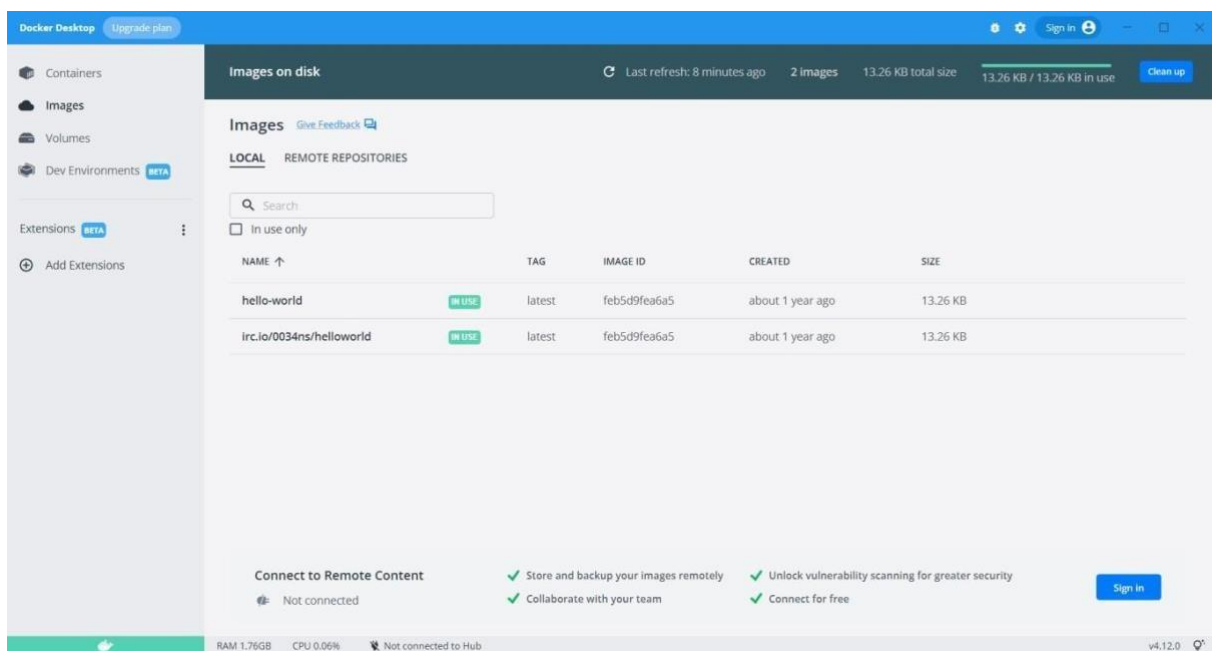 Docker Desktop Upgrade plan Sign in
Containers
Images
Volumes
Dev Environments BETA
Extensions BETA
Add Extensions
Images on disk Last refresh: 8 minutes ago 2 images 13.26 KB total size 13.26 KB / 13.26 KB in use Clean up
Images Give Feedback
LOCAL REMOTE REPOSITORIES
Search
In use only
NAME TAG IMAGE ID CREATED SIZE
hello-world IN USE latest feb5d9fea6a5 about 1 year ago 13.26 KB
irc.io/0034ns/helloworld IN USE latest feb5d9fea6a5 about 1 year ago 13.26 KB
Connect to Remote Content
Not connected
Store and backup your images remotely
Collaborate with your team
Unlock vulnerability scanning for greater security
Connect for free
Sign in
RAM 1.76GB CPU 0.06% Not connected to Hub v4.12.0